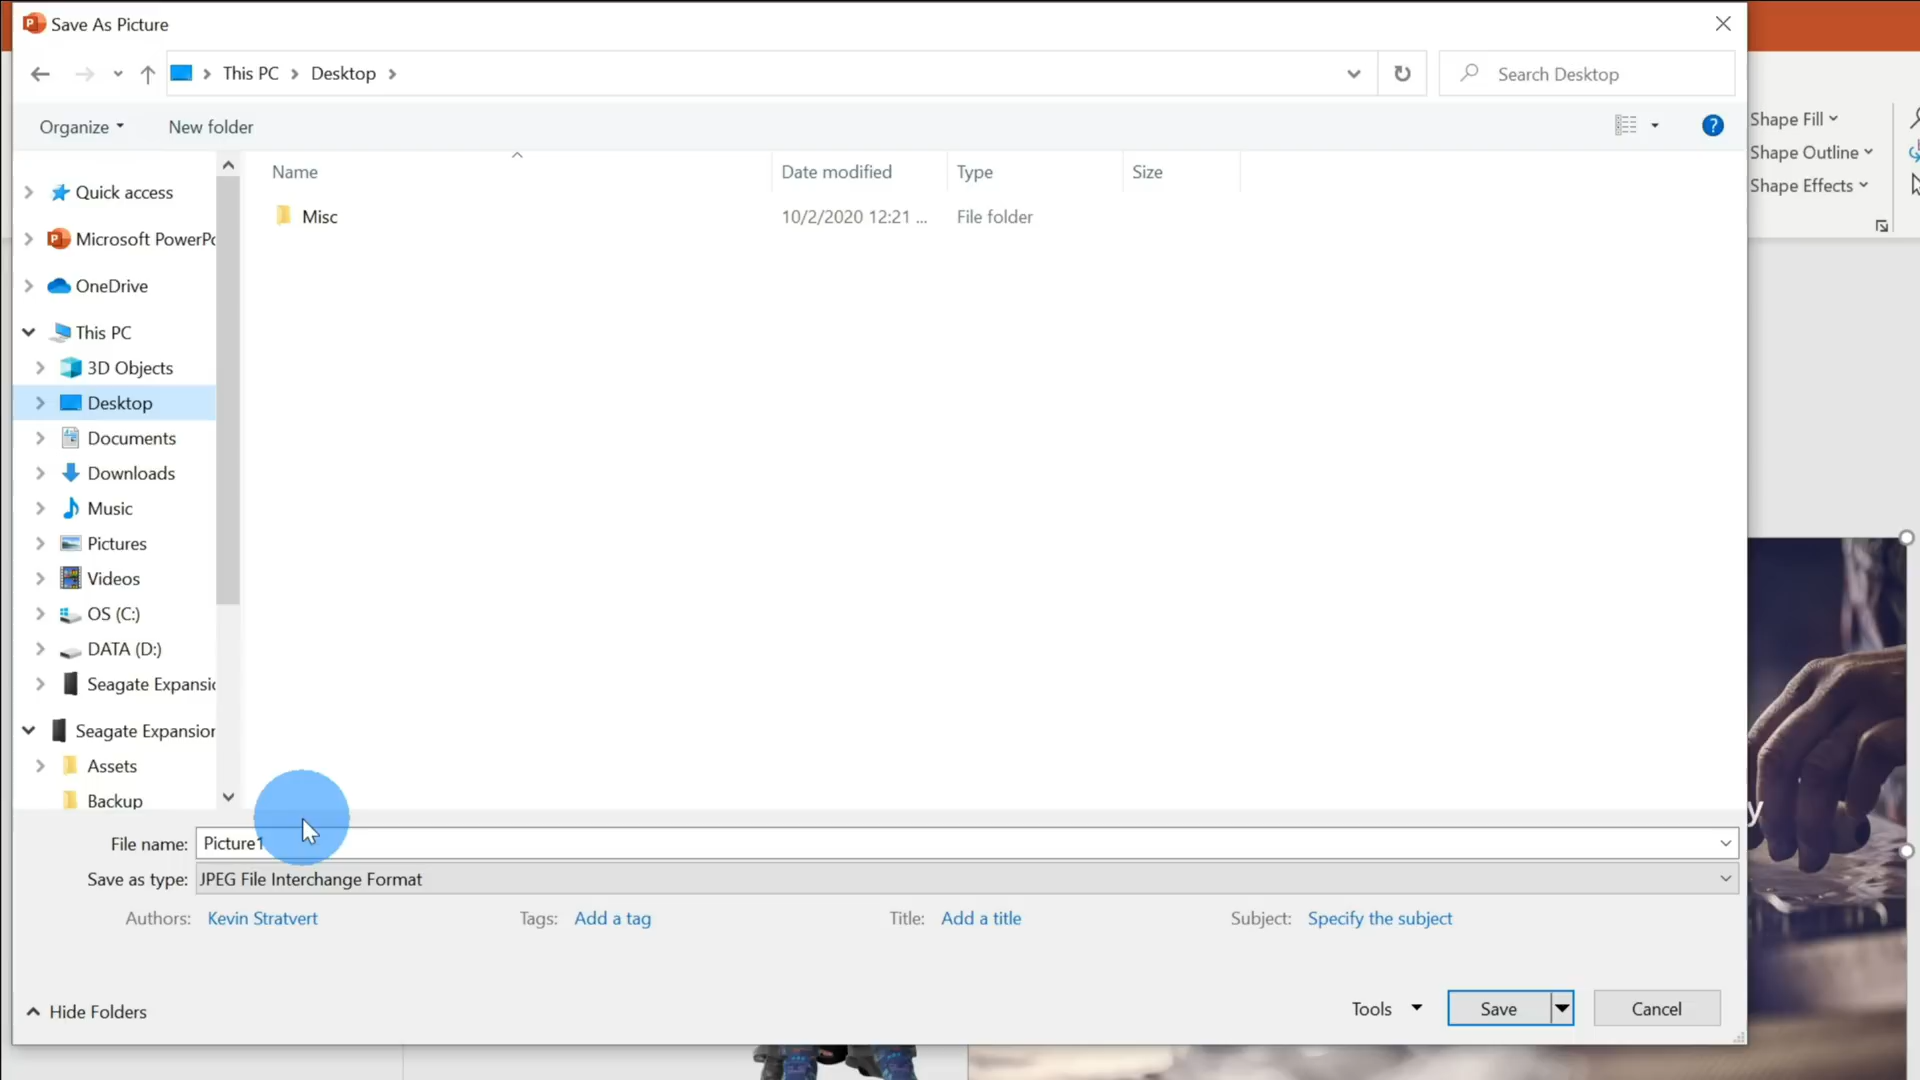 Save As Picture
This PC Desktop
Search Desktop
Organize New folder
Shape Fill
Shape Outline
Shape Effects
Name Date modified Type Size
Misc 10/2/2020 12:21 ... File folder
Quick access
Microsoft PowerPo
OneDrive
This PC
3D Objects
Desktop
Documents
Downloads
Music
Pictures
Videos
OS (C:)
DATA (D:)
Seagate Expansio
Seagate Expansion
Assets
Backup
y
File name: Picture1
Save as type: JPEG File Interchange Format
Authors: Kevin Stratvert Tags: Add a tag Title: Add a title Subject: Specify the subject
Hide Folders Tools Save Cancel